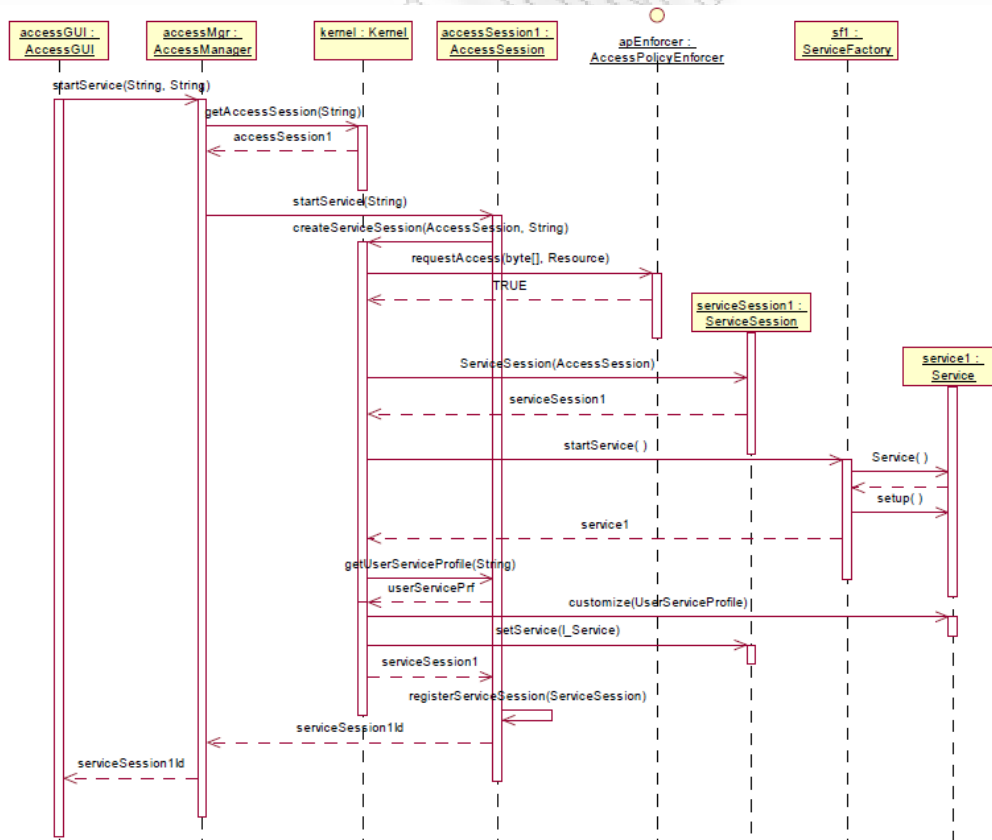 accessGUI :
AccessGUI
accessMgr :
AccessManager
kernel : Kernel
accessSession1 :
AccessSession
apEnforcer :
AccessPolicyEnforcer
sf1 :
ServiceFactory
startService(String, String)
getAccessSession(String)
accessSession1
startService(String)
createServiceSession(AccessSession, String)
requestAccess(byte[], Resource)
TRUE
serviceSession1 :
ServiceSession
service1 :
Service
ServiceSession(AccessSession)
serviceSession1
startService( )
Service( )
setup( )
service1
getUserServiceProfile(String)
userServicePrf
customize(UserServiceProfile)
setService(I_Service)
serviceSession1
registerServiceSession(ServiceSession)
serviceSession1Id
serviceSession1Id